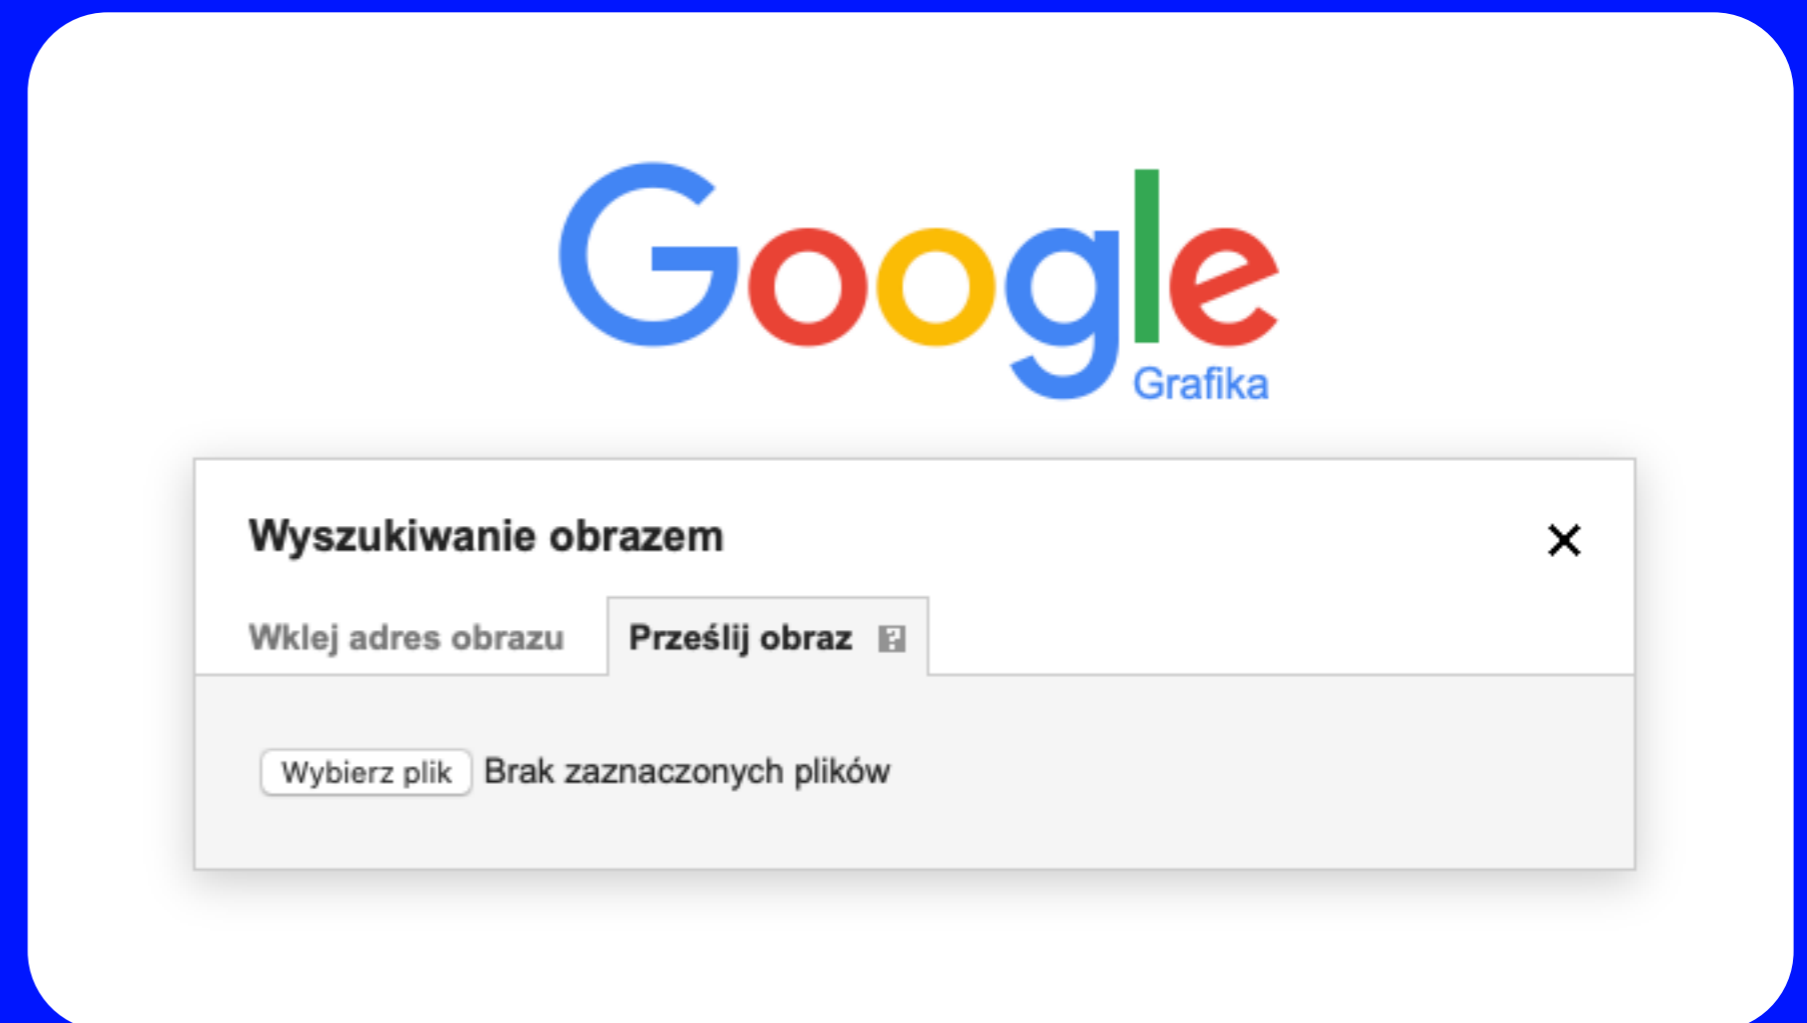 Google
Grafika
Wyszukiwanie obrazem
Wklej adres obrazu Prześlij obraz ?
Wybierz plik Brak zaznaczonych plików